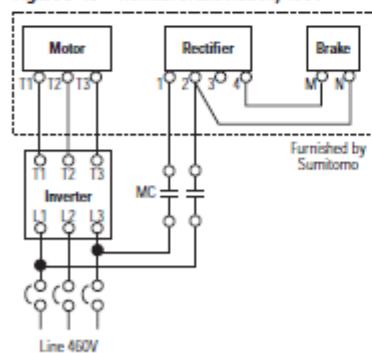 Motor Rectifier Brake
T1 T2 T3 1 2 3 4 M N
Furnished by
Sumitomo
T1 T2 T3
MC
Inverter
L1 L2 L3
Line 460V